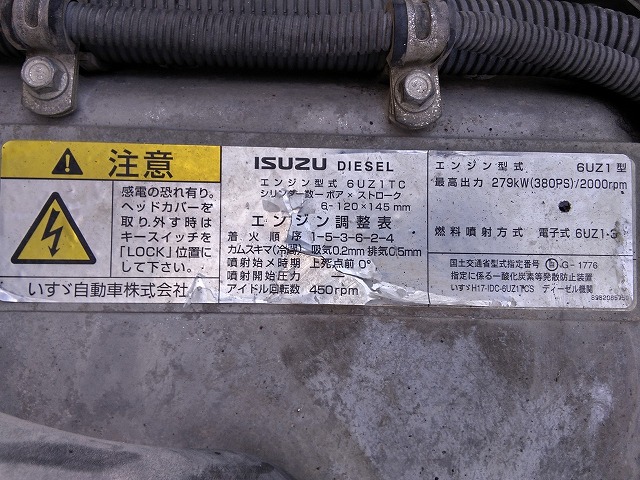 注意
感電の恐れ有り。
ヘッドカバーを
取り外す時は
キースイッチを
「LOCK」位置に
して下さい。
いすゞ自動車株式会社
ISUZU DIESEL
エンジン型式 6UZ1TC
シリンダー数ーボア×ストローク
6-120×145mm
エンジン調整表
着火順序 1-5-3-6-2-4
カムスキマ(冷間) 吸気0.2mm 排気0.5mm
噴射始メ時期 上死点前 0°
噴射開始圧力
アイドル回転数 450rpm
エンジン型式 6UZ1型
最高出力 279kW(380PS)/2000rpm
燃料噴射方式 電子式 6UZ1-3
国土交通省型式指定番号 G-1776
指定に係る一酸化炭素等発散防止装置
いすゞH17-IDC-6UZ1TCS ディーゼル機関